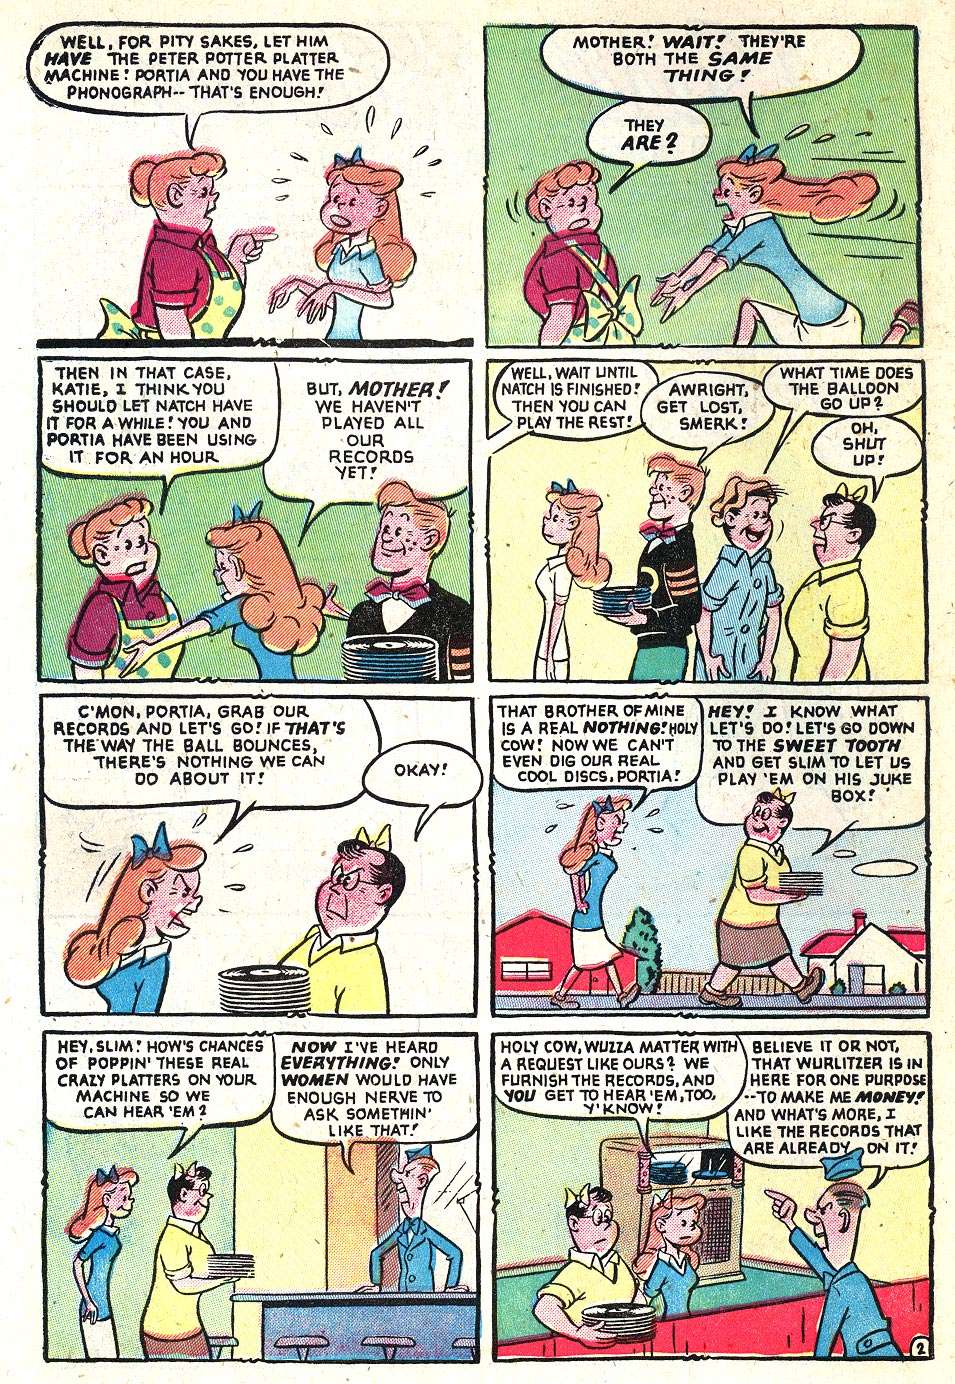 WELL, FOR PITY SAKES, LET HIM
HAVE THE PETER POTTER PLATTER
MACHINE! PORTIA AND YOU HAVE THE
PHONOGRAPH-- THAT'S ENOUGH!
MOTHER! WAIT! THEY'RE
BOTH THE SAME
THING!
THEY
ARE?
THEN IN THAT CASE,
KATIE, I THINK YOU
SHOULD LET NATCH HAVE
IT FOR A WHILE! YOU AND
PORTIA HAVE BEEN USING
IT FOR AN HOUR
BUT, MOTHER!
WE HAVEN'T
PLAYED ALL
OUR
RECORDS
YET!
WELL, WAIT UNTIL
NATCH IS FINISHED!
THEN YOU CAN
PLAY THE REST!
AWRIGHT,
GET LOST,
SMERK!
WHAT TIME DOES
THE BALLOON
GO UP?
OH,
SHUT
UP!
C'MON, PORTIA, GRAB OUR
RECORDS AND LET'S GO! IF THAT'S
THE WAY THE BALL BOUNCES,
THERE'S NOTHING WE CAN
DO ABOUT IT!
OKAY!
THAT BROTHER OF MINE
IS A REAL NOTHING! HOLY
COW! NOW WE CAN'T
EVEN DIG OUR REAL
COOL DISCS, PORTIA!
HEY! I KNOW WHAT
LET'S DO! LET'S GO DOWN
TO THE SWEET TOOTH
AND GET SLIM TO LET US
PLAY 'EM ON HIS JUKE
BOX!
HEY, SLIM! HOW'S CHANCES
OF POPPIN' THESE REAL
CRAZY PLATTERS ON YOUR
MACHINE SO WE
CAN HEAR 'EM?
NOW I'VE HEARD
EVERYTHING! ONLY
WOMEN WOULD HAVE
ENOUGH NERVE TO
ASK SOMETHIN'
LIKE THAT!
HOLY COW, WUZZA MATTER WITH
A REQUEST LIKE OURS? WE
FURNISH THE RECORDS, AND
YOU GET TO HEAR 'EM, TOO,
Y'KNOW!
BELIEVE IT OR NOT,
THAT WURLITZER IS IN
HERE FOR ONE PURPOSE
--TO MAKE ME MONEY!
AND WHAT'S MORE, I
LIKE THE RECORDS THAT
ARE ALREADY ON IT!
2